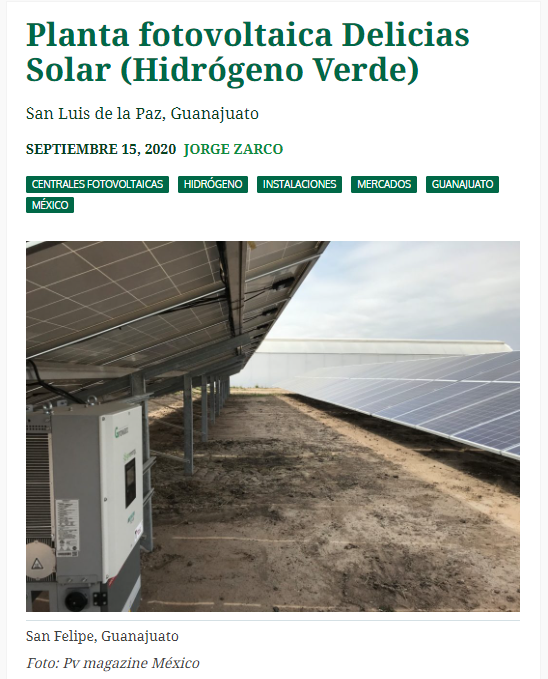 Planta fotovoltaica Delicias
Solar (Hidrógeno Verde)
San Luis de la Paz, Guanajuato
SEPTIEMBRE 15, 2020 JORGE ZARCO
CENTRALES FOTOVOLTAICAS HIDRÓGENO INSTALACIONES MERCADOS GUANAJUATO
MÉXICO
San Felipe, Guanajuato
Foto: Pv magazine México